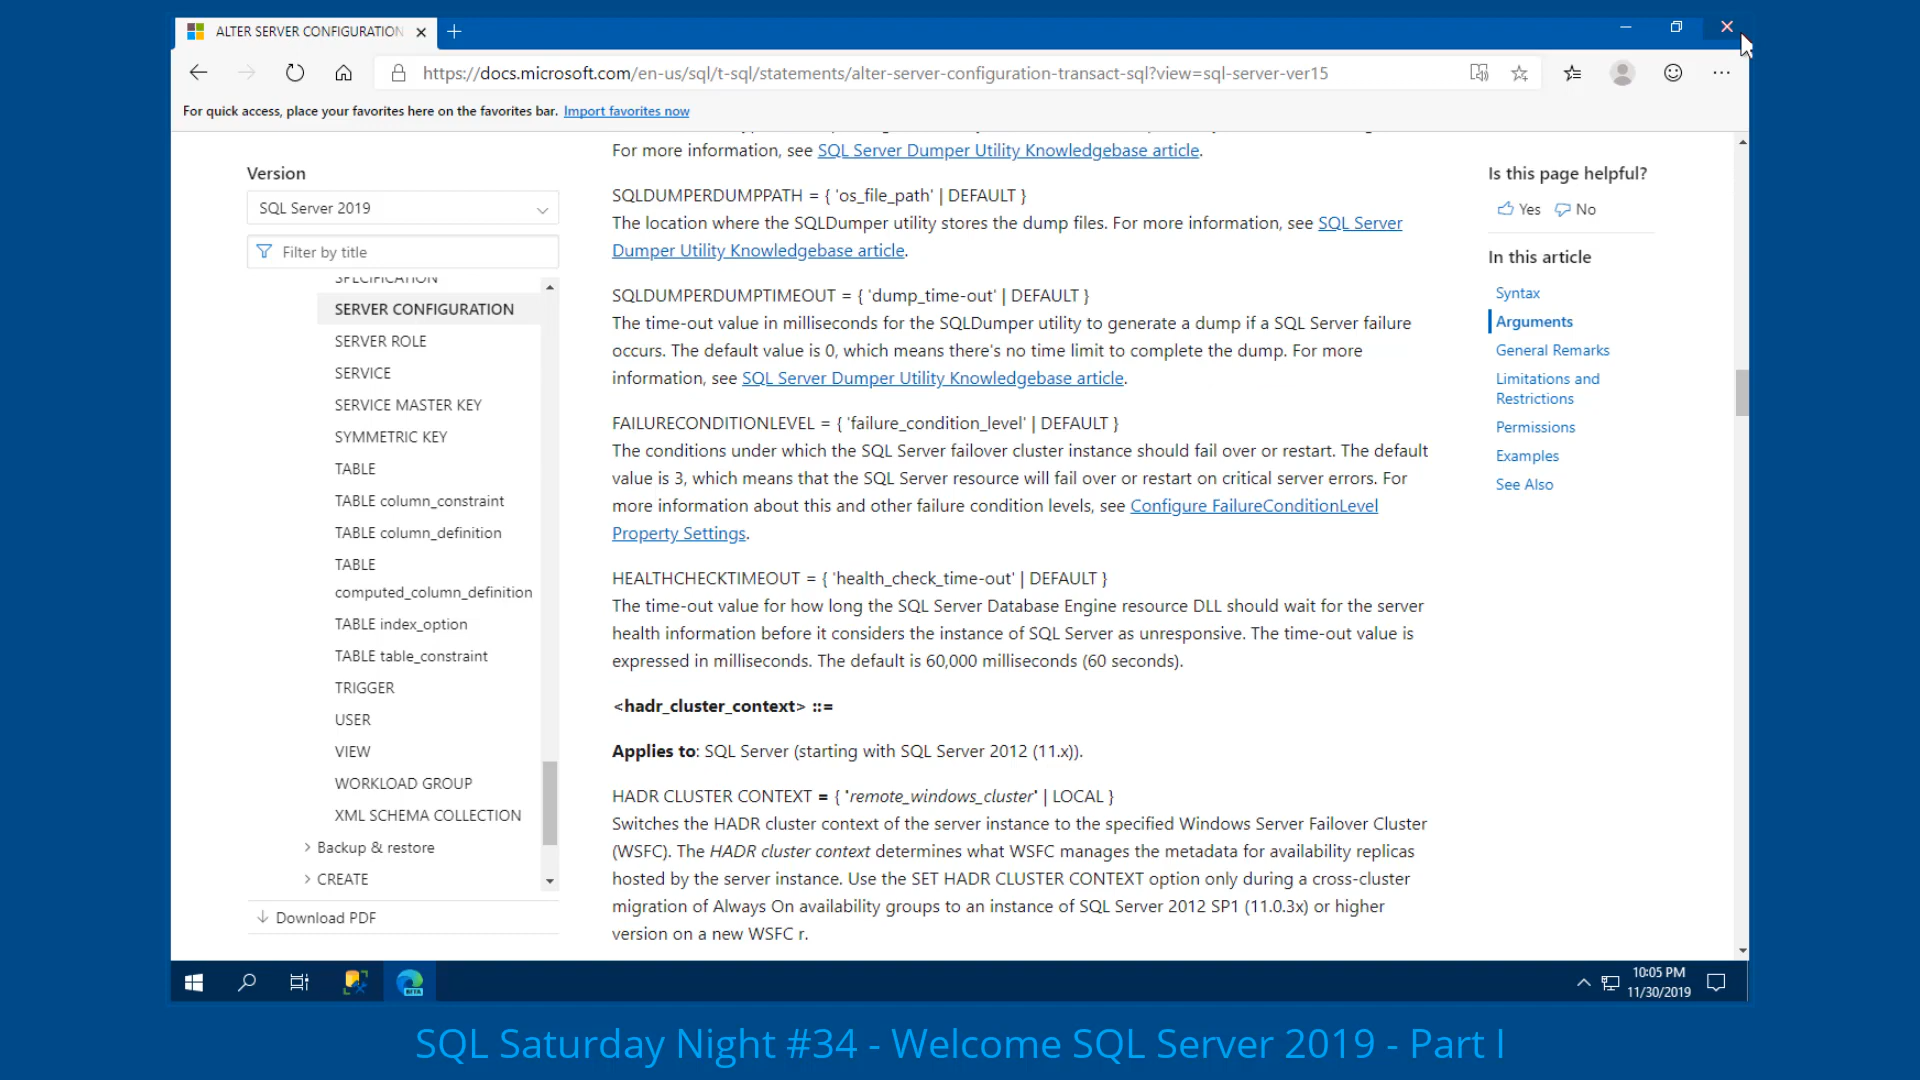 ALTER SERVER CONFIGURATION
https://docs.microsoft.com/en-us/sql/t-sql/statements/alter-server-configuration-transact-sql?view=sql-server-ver15
For quick access, place your favorites here on the favorites bar. Import favorites now
Version
SQL Server 2019
Filter by title
SPECIFICATION
SERVER CONFIGURATION
SERVER ROLE
SERVICE
SERVICE MASTER KEY
SYMMETRIC KEY
TABLE
TABLE column_constraint
TABLE column_definition
TABLE
computed_column_definition
TABLE index_option
TABLE table_constraint
TRIGGER
USER
VIEW
WORKLOAD GROUP
XML SCHEMA COLLECTION
Backup & restore
CREATE
Download PDF
For more information, see SQL Server Dumper Utility Knowledgebase article.
SQLDUMPERDUMPPATH = { 'os_file_path' | DEFAULT }
The location where the SQLDumper utility stores the dump files. For more information, see SQL Server
Dumper Utility Knowledgebase article.
SQLDUMPERDUMPTIMEOUT = { 'dump_time-out' | DEFAULT }
The time-out value in milliseconds for the SQLDumper utility to generate a dump if a SQL Server failure
occurs. The default value is 0, which means there's no time limit to complete the dump. For more
information, see SQL Server Dumper Utility Knowledgebase article.
FAILURECONDITIONLEVEL = { 'failure_condition_level' | DEFAULT }
The conditions under which the SQL Server failover cluster instance should fail over or restart. The default
value is 3, which means that the SQL Server resource will fail over or restart on critical server errors. For
more information about this and other failure condition levels, see Configure FailureConditionLevel
Property Settings.
HEALTHCHECKTIMEOUT = { 'health_check_time-out' | DEFAULT }
The time-out value for how long the SQL Server Database Engine resource DLL should wait for the server
health information before it considers the instance of SQL Server as unresponsive. The time-out value is
expressed in milliseconds. The default is 60,000 milliseconds (60 seconds).
<hadr_cluster_context> ::=
Applies to: SQL Server (starting with SQL Server 2012 (11.x)).
HADR CLUSTER CONTEXT = { 'remote_windows_cluster' | LOCAL }
Switches the HADR cluster context of the server instance to the specified Windows Server Failover Cluster
(WSFC). The HADR cluster context determines what WSFC manages the metadata for availability replicas
hosted by the server instance. Use the SET HADR CLUSTER CONTEXT option only during a cross-cluster
migration of Always On availability groups to an instance of SQL Server 2012 SP1 (11.0.3x) or higher
version on a new WSFC r.
Is this page helpful?
Yes No
In this article
Syntax
Arguments
General Remarks
Limitations and
Restrictions
Permissions
Examples
See Also
BETA
10:05 PM
11/30/2019
SQL Saturday Night #34 - Welcome SQL Server 2019 - Part I